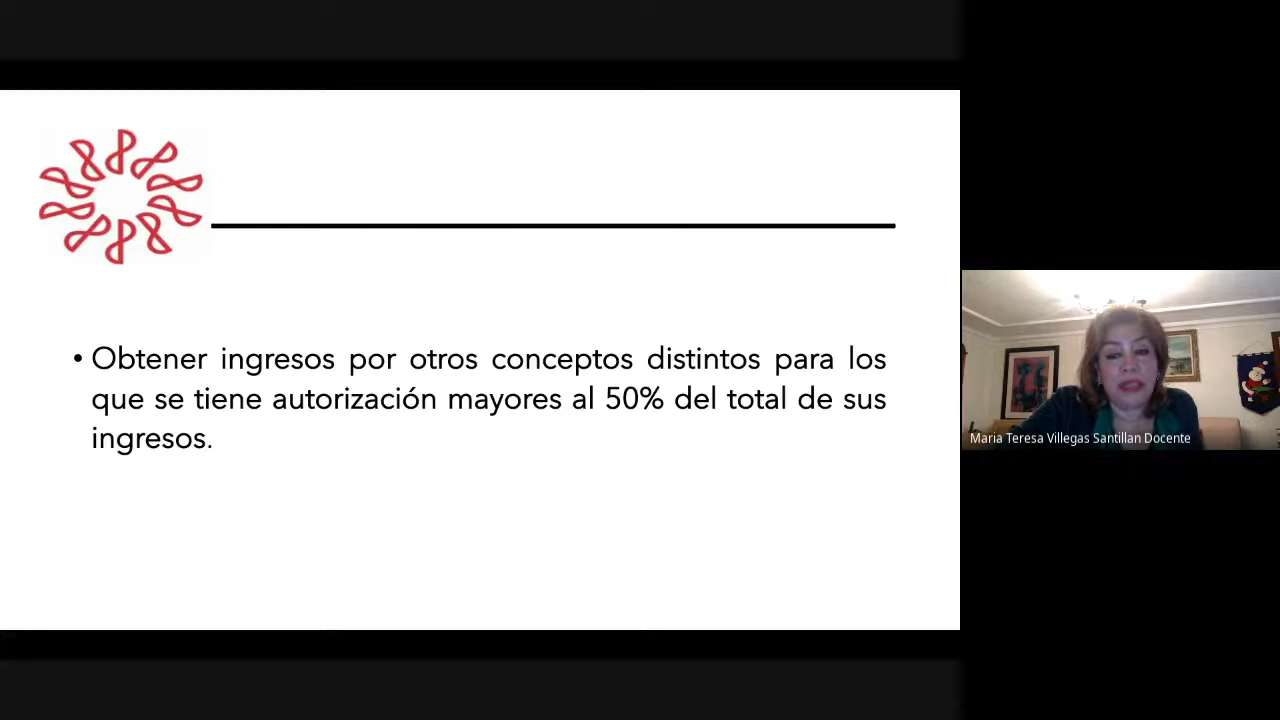 • Obtener ingresos por otros conceptos distintos para los
que se tiene autorización mayores al 50% del total de sus
ingresos.
Maria Teresa Villegas Santillan Docente